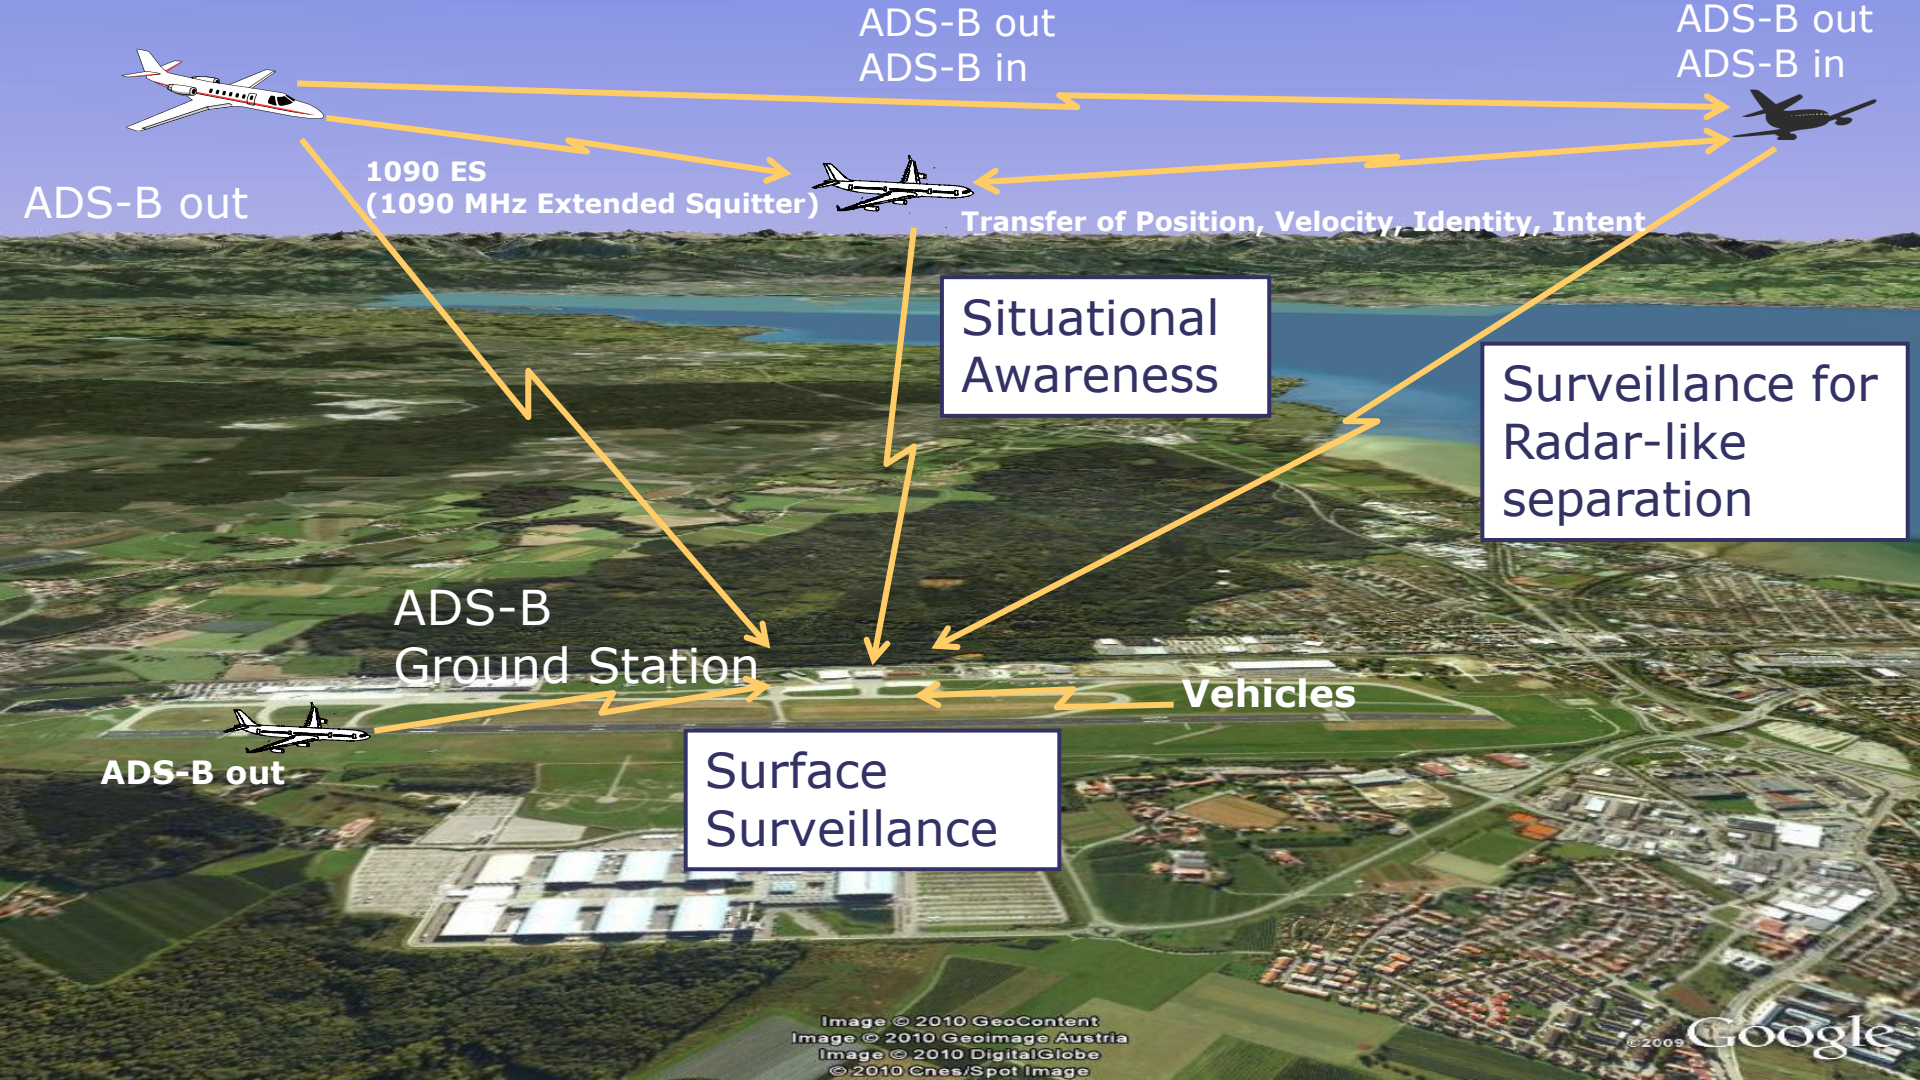 ADS-B out
ADS-B in
ADS-B out
ADS-B in
1090 ES
(1090 MHz Extended Squitter)
ADS-B out
Transfer of Position, Velocity, Identity, Intent
Situational
Awareness
Surveillance for
Radar-like
separation
ADS-B
Ground Station
Vehicles
ADS-B out
Surface
Surveillance
Image © 2010 GeoContent
Image © 2010 Geoimage Austria
Image © 2010 DigitalGlobe
© 2010 Cnes/Spot Image
©2009 Google